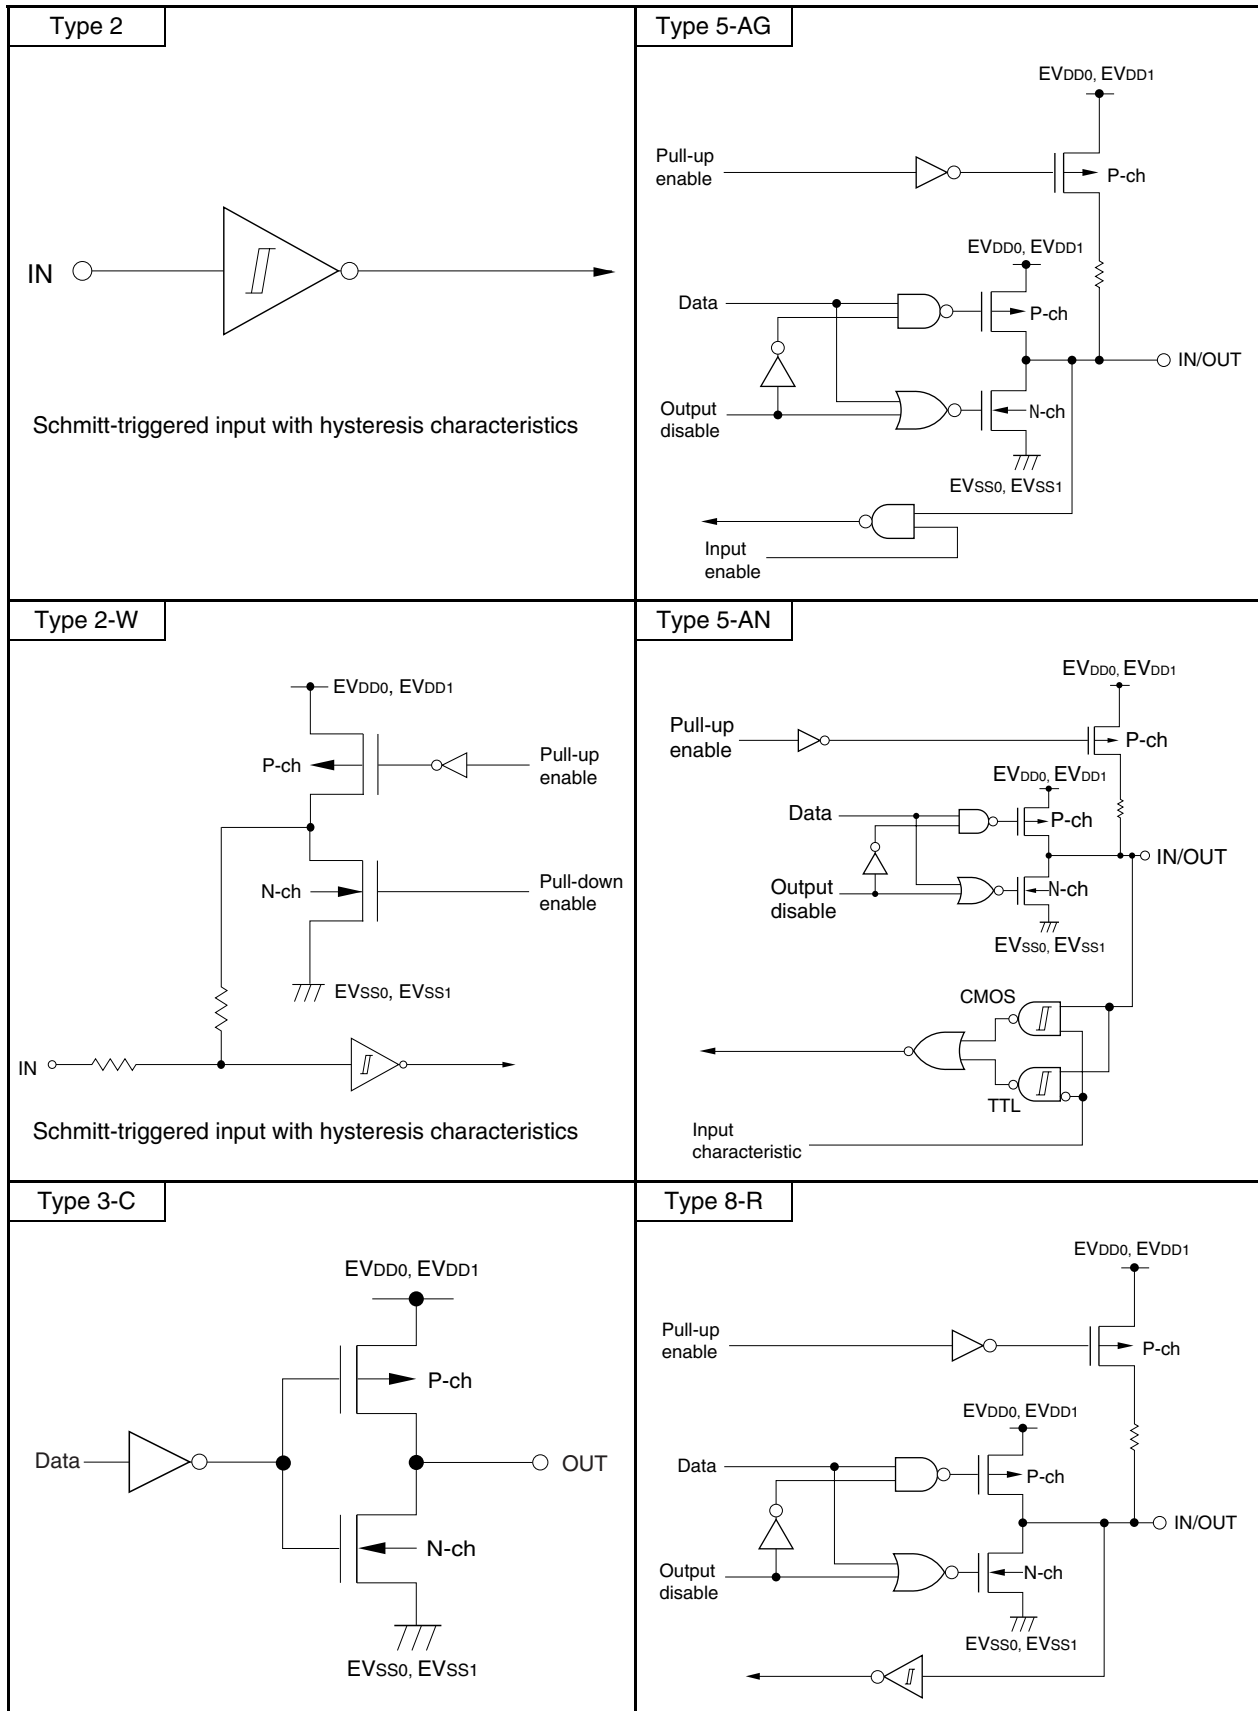 Type 2
IN
Schmitt-triggered input with hysteresis characteristics
Type 5-AG
EVDD0, EVDD1
Pull-up
enable
P-ch
EVDD0, EVDD1
Data
P-ch
IN/OUT
Output
disable
N-ch
EVSS0, EVSS1
Input
enable
Type 2-W
EVDD0, EVDD1
P-ch
Pull-up
enable
N-ch
Pull-down
enable
EVSS0, EVSS1
IN
Schmitt-triggered input with hysteresis characteristics
Type 5-AN
EVDD0, EVDD1
Pull-up
enable
P-ch
EVDD0, EVDD1
Data
P-ch
IN/OUT
Output
disable
N-ch
EVSS0, EVSS1
CMOS
TTL
Input
characteristic
Type 3-C
EVDD0, EVDD1
P-ch
Data
OUT
N-ch
EVSS0, EVSS1
Type 8-R
EVDD0, EVDD1
Pull-up
enable
P-ch
EVDD0, EVDD1
Data
P-ch
IN/OUT
Output
disable
N-ch
EVSS0, EVSS1